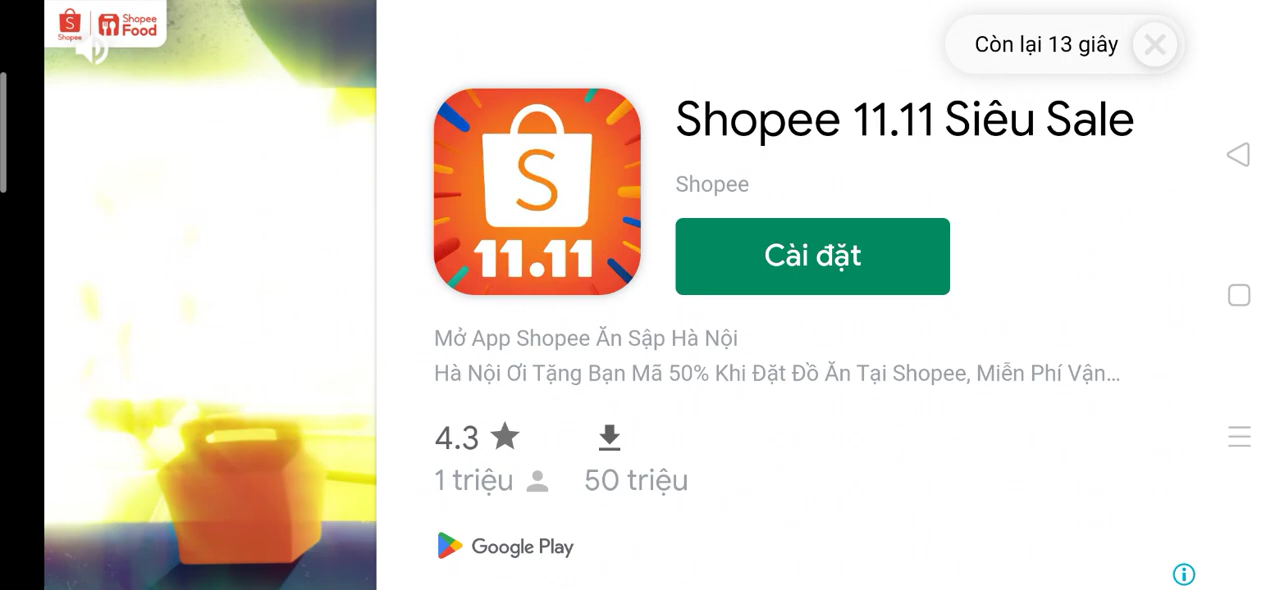 Shopee
Shopee
Food
Còn lại 13 giây
S
11.11
Shopee 11.11 Siêu Sale
Shopee
Cài đặt
Mở App Shopee Ăn Sập Hà Nội
Hà Nội Ơi Tặng Bạn Mã 50% Khi Đặt Đồ Ăn Tại Shopee, Miễn Phí Vận...
4.3
1 triệu
50 triệu
Google Play